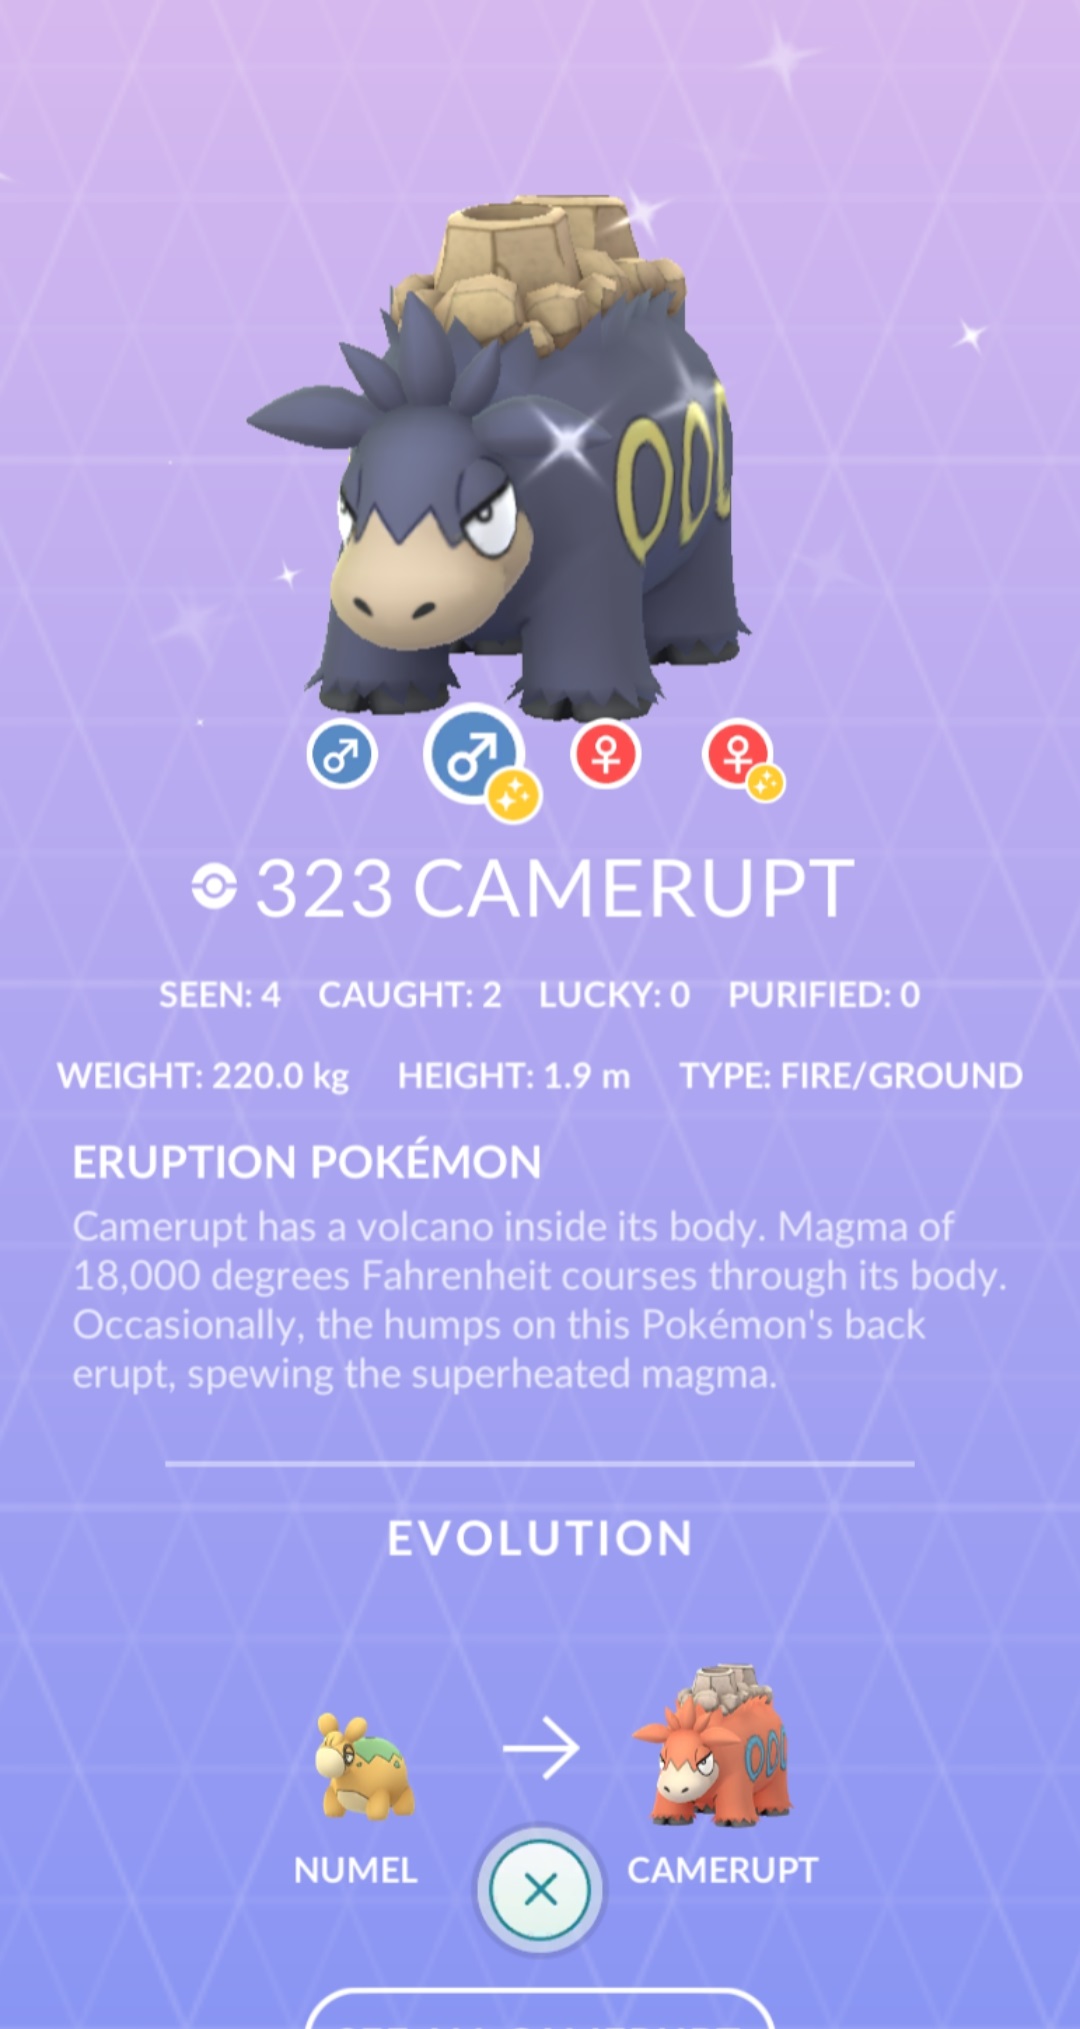 323 CAMERUPT
SEEN: 4 CAUGHT: 2 LUCKY: 0 PURIFIED: 0
WEIGHT: 220.0 kg HEIGHT: 1.9 m TYPE: FIRE/GROUND
ERUPTION POKÉMON
Camerupt has a volcano inside its body. Magma of
18,000 degrees Fahrenheit courses through its body.
Occasionally, the humps on this Pokémon's back
erupt, spewing the superheated magma.
EVOLUTION
NUMEL CAMERUPT